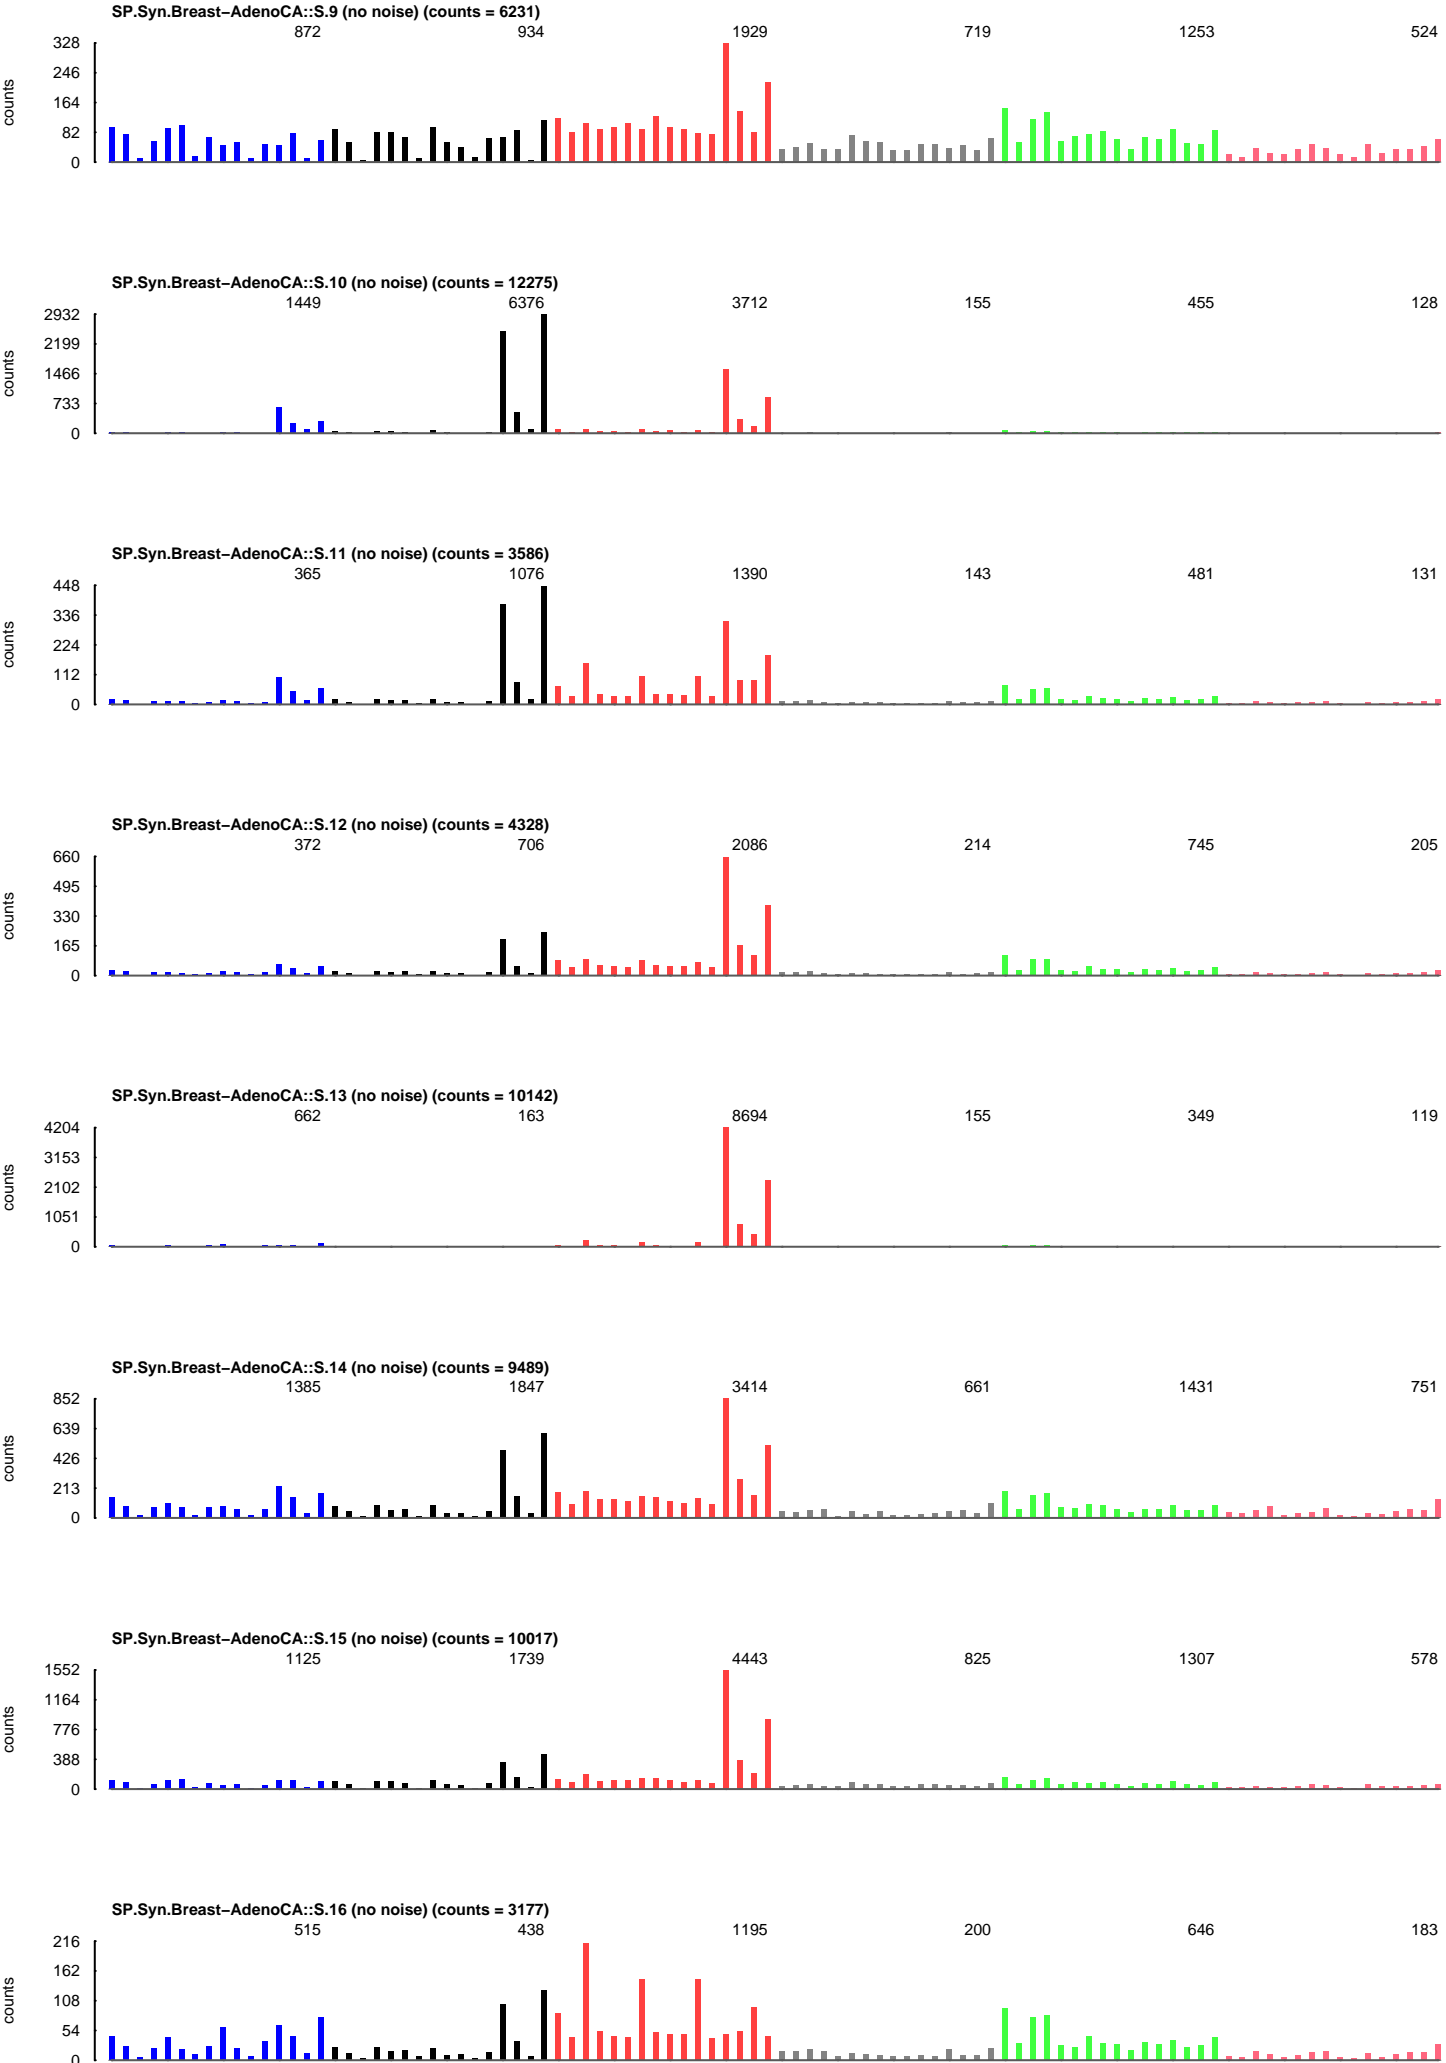 SP.Syn.Breast–AdenoCA::S.9 (no noise) (counts = 6231)
872 934 1929 719 1253 524
328
246
164
82
0
counts
SP.Syn.Breast–AdenoCA::S.10 (no noise) (counts = 12275)
1449 6376 3712 155 455 128
2932
2199
1466
733
0
counts
SP.Syn.Breast–AdenoCA::S.11 (no noise) (counts = 3586)
365 1076 1390 143 481 131
448
336
224
112
0
counts
SP.Syn.Breast–AdenoCA::S.12 (no noise) (counts = 4328)
372 706 2086 214 745 205
660
495
330
165
0
counts
SP.Syn.Breast–AdenoCA::S.13 (no noise) (counts = 10142)
662 163 8694 155 349 119
4204
3153
2102
1051
0
counts
SP.Syn.Breast–AdenoCA::S.14 (no noise) (counts = 9489)
1385 1847 3414 661 1431 751
852
639
426
213
0
counts
SP.Syn.Breast–AdenoCA::S.15 (no noise) (counts = 10017)
1125 1739 4443 825 1307 578
1552
1164
776
388
0
counts
SP.Syn.Breast–AdenoCA::S.16 (no noise) (counts = 3177)
515 438 1195 200 646 183
216
162
108
54
0
counts